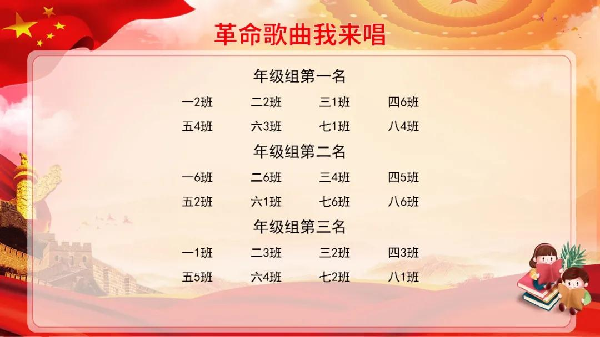 革命歌曲我来唱
年级组第一名
一2班 二2班 三1班 四6班
五4班 六3班 七1班 八4班
年级组第二名
一6班 二6班 三4班 四5班
五2班 六1班 七6班 八6班
年级组第三名
一1班 二3班 三2班 四3班
五5班 六4班 七2班 八1班